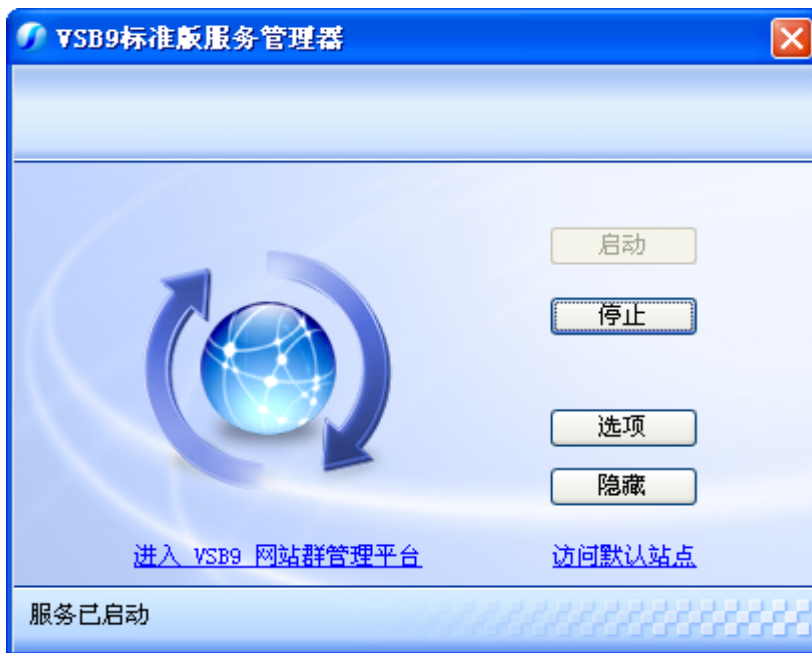 VSB9标准版服务管理器
启动
停止
选项
隐藏
进入 VSB9 网站群管理平台
访问默认站点
服务已启动